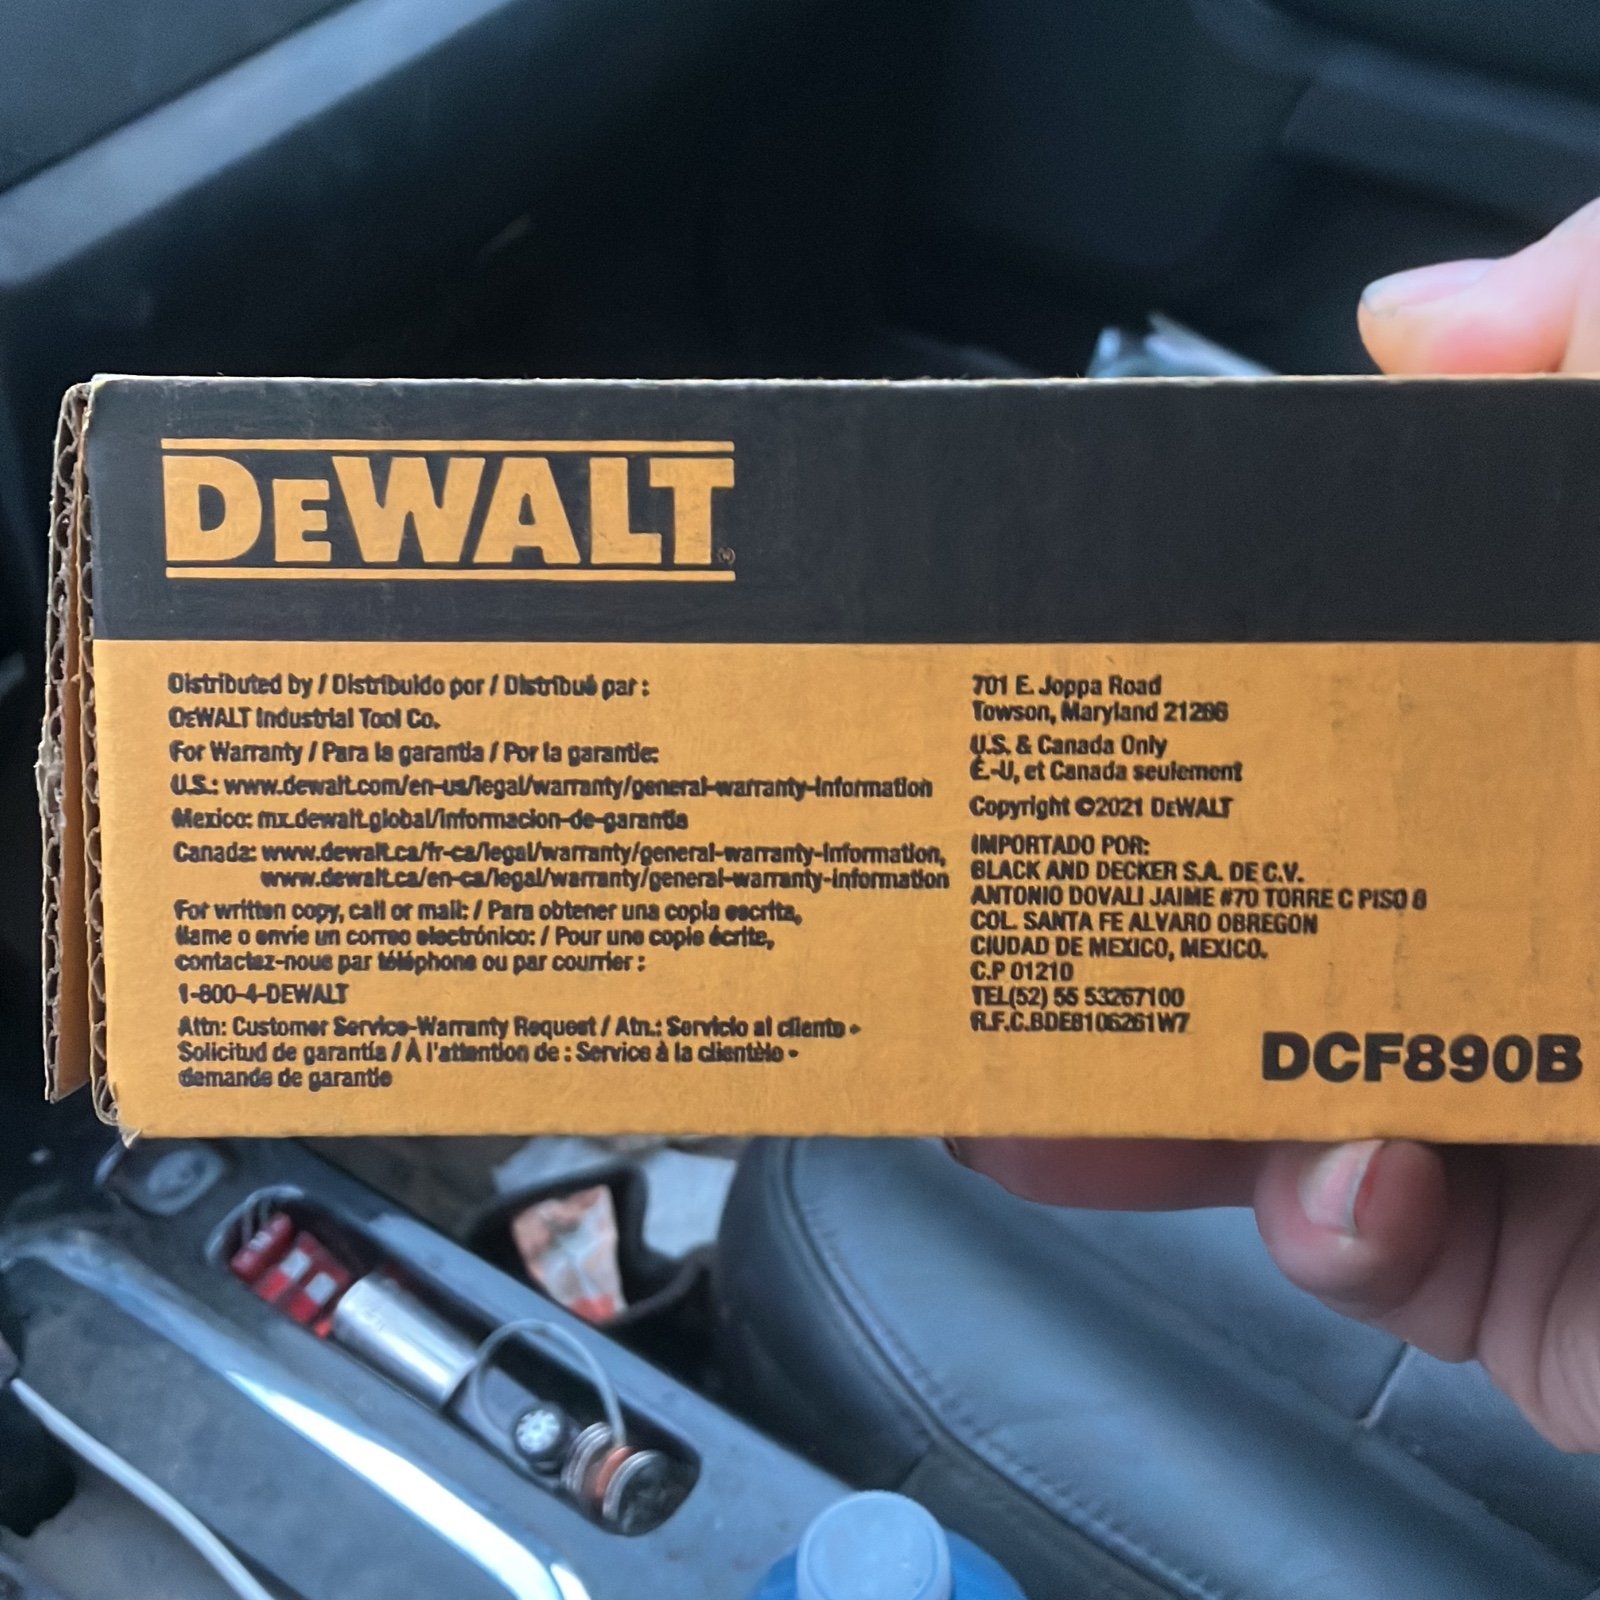 DEWALT
Distributed by / Distribuido por / Distribué par :
DEWALT Industrial Tool Co.
For Warranty / Para la garantía / Por la garantie:
U.S.: www.dewalt.com/en-us/legal/warranty/general-warranty-information
Mexico: mx.dewalt.global/informacion-de-garantia
Canada: www.dewalt.ca/fr-ca/legal/warranty/general-warranty-information,
www.dewalt.ca/en-ca/legal/warranty/general-warranty-information
For written copy, call or mail: / Para obtener una copia escrita,
llame o envíe un correo electrónico: / Pour une copie écrite,
contactez-nous par téléphone ou par courrier :
1-800-4-DEWALT
Attn: Customer Service-Warranty Request / Atn.: Servicio al cliente •
Solicitud de garantía / À l'attention de : Service à la clientèle •
demande de garantie
701 E. Joppa Road
Towson, Maryland 21286
U.S. & Canada Only
É.-U, et Canada seulement
Copyright ©2021 DEWALT
IMPORTADO POR:
BLACK AND DECKER S.A. DE C.V.
ANTONIO DOVALI JAIME #70 TORRE C PISO 8
COL. SANTA FE ALVARO OBREGON
CIUDAD DE MEXICO, MEXICO.
C.P 01210
TEL(52) 55 53267100
R.F.C.BDE8106261W7
DCF890B